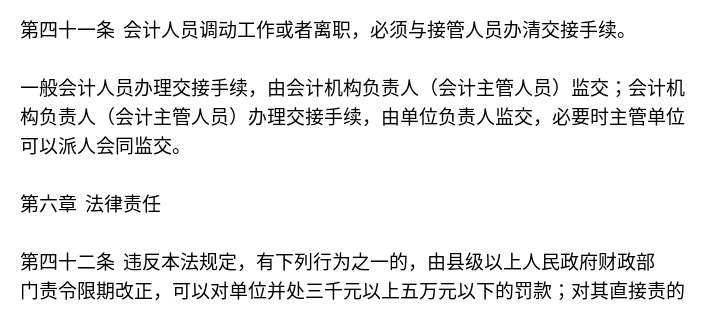 第四十一条 会计人员调动工作或者离职，必须与接管人员办清交接手续。
一般会计人员办理交接手续，由会计机构负责人（会计主管人员）监交；会计机
构负责人（会计主管人员）办理交接手续，由单位负责人监交，必要时主管单位
可以派人会同监交。
第六章 法律责任
第四十二条 违反本法规定，有下列行为之一的，由县级以上人民政府财政部
门责令限期改正，可以对单位并处三千元以上五万元以下的罚款；对其直接责的